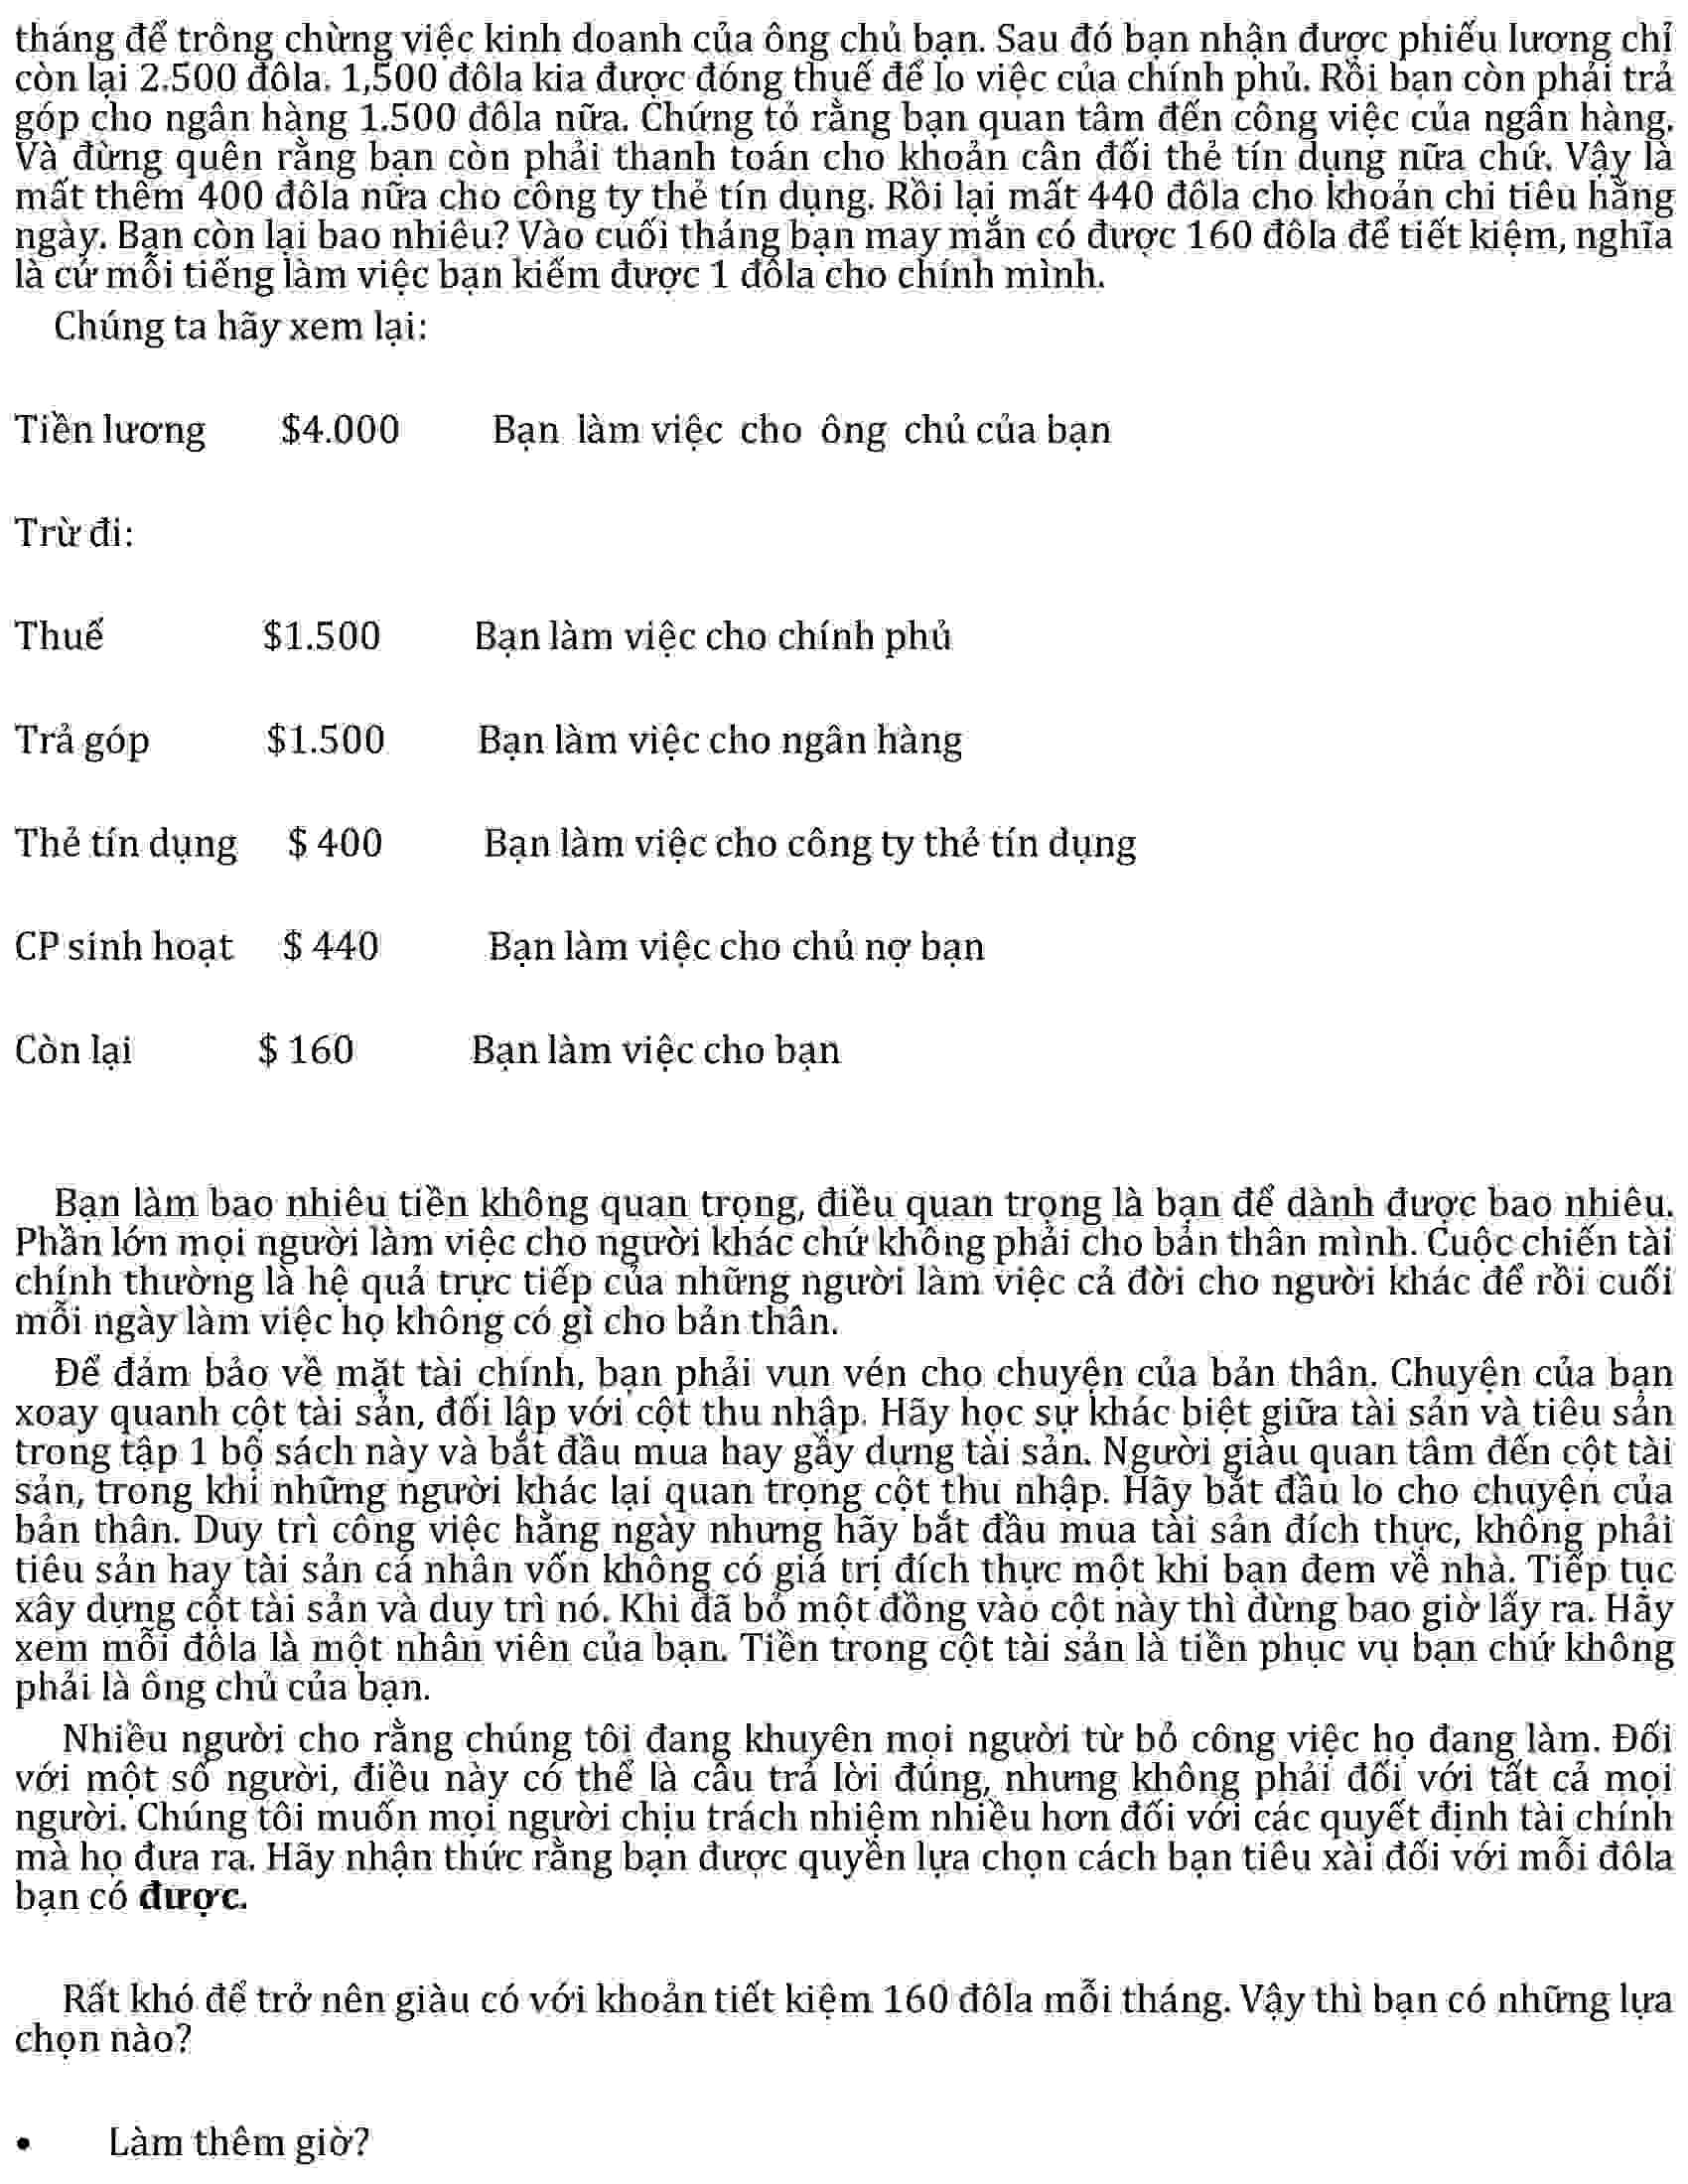 tháng để trông chừng việc kinh doanh của ông chủ bạn. Sau đó bạn nhận được phiếu lương chỉ
còn lại 2.500 đôla. 1,500 đôla kia được đóng thuế để lo việc của chính phủ. Rồi bạn còn phải trả
góp cho ngân hàng 1.500 đôla nữa. Chứng tỏ rằng bạn quan tâm đến công việc của ngân hàng.
Và đừng quên rằng bạn còn phải thanh toán cho khoản cân đối thẻ tín dụng nữa chứ. Vậy là
mất thêm 400 đôla nữa cho công ty thẻ tín dụng. Rồi lại mất 440 đôla cho khoản chi tiêu hằng
ngày. Bạn còn lại bao nhiêu? Vào cuối tháng bạn may mắn có được 160 đôla để tiết kiệm, nghĩa
là cứ mỗi tiếng làm việc bạn kiếm được 1 đôla cho chính mình.
Chúng ta hãy xem lại:
Tiền lương $4.000 Bạn làm việc cho ông chủ của bạn
Trừ đi:
Thuế $1.500 Bạn làm việc cho chính phủ
Trả góp $1.500 Bạn làm việc cho ngân hàng
Thẻ tín dụng $ 400 Bạn làm việc cho công ty thẻ tín dụng
CP sinh hoạt $ 440 Bạn làm việc cho chủ nợ bạn
Còn lại $ 160 Bạn làm việc cho bạn
Bạn làm bao nhiêu tiền không quan trọng, điều quan trọng là bạn để dành được bao nhiêu.
Phần lớn mọi người làm việc cho người khác chứ không phải cho bản thân mình. Cuộc chiến tài
chính thường là hệ quả trực tiếp của những người làm việc cả đời cho người khác để rồi cuối
mỗi ngày làm việc họ không có gì cho bản thân.
Để đảm bảo về mặt tài chính, bạn phải vun vén cho chuyện của bản thân. Chuyện của bạn
xoay quanh cột tài sản, đối lập với cột thu nhập. Hãy học sự khác biệt giữa tài sản và tiêu sản
trong tập 1 bộ sách này và bắt đầu mua hay gầy dựng tài sản. Người giàu quan tâm đến cột tài
sản, trong khi những người khác lại quan trọng cột thu nhập. Hãy bắt đầu lo cho chuyện của
bản thân. Duy trì công việc hằng ngày nhưng hãy bắt đầu mua tài sản đích thực, không phải
tiêu sản hay tài sản cá nhân vốn không có giá trị đích thực một khi bạn đem về nhà. Tiếp tục
xây dựng cột tài sản và duy trì nó. Khi đã bỏ một đồng vào cột này thì đừng bao giờ lấy ra. Hãy
xem mỗi đôla là một nhân viên của bạn. Tiền trong cột tài sản là tiền phục vụ bạn chứ không
phải là ông chủ của bạn.
Nhiều người cho rằng chúng tôi đang khuyên mọi người từ bỏ công việc họ đang làm. Đối
với một số người, điều này có thể là câu trả lời đúng, nhưng không phải đối với tất cả mọi
người. Chúng tôi muốn mọi người chịu trách nhiệm nhiều hơn đối với các quyết định tài chính
mà họ đưa ra. Hãy nhận thức rằng bạn được quyền lựa chọn cách bạn tiêu xài đối với mỗi đôla
bạn có được.
Rất khó để trở nên giàu có với khoản tiết kiệm 160 đôla mỗi tháng. Vậy thì bạn có những lựa
chọn nào?
• Làm thêm giờ?